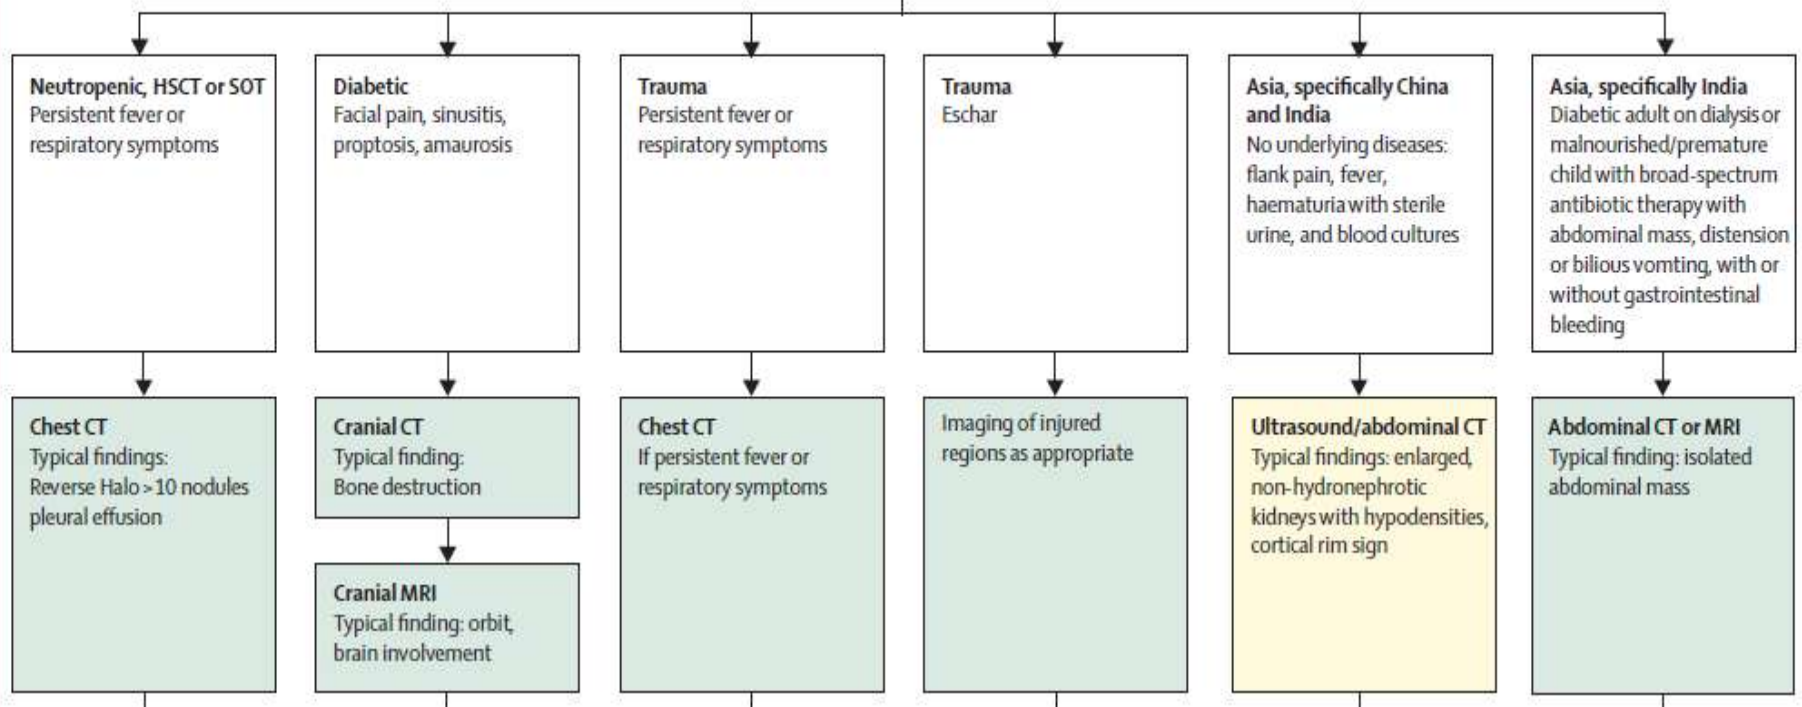 Neutropenic, HSCT or SOT
Persistent fever or
respiratory symptoms
Diabetic
Facial pain, sinusitis,
proptosis, amaurosis
Trauma
Persistent fever or
respiratory symptoms
Trauma
Eschar
Asia, specifically China
and India
No underlying diseases:
flank pain, fever,
haematuria with sterile
urine, and blood cultures
Asia, specifically India
Diabetic adult on dialysis or
malnourished/premature
child with broad-spectrum
antibiotic therapy with
abdominal mass, distension
or bilious vomting, with or
without gastrointestinal
bleeding
Chest CT
Typical findings:
Reverse Halo > 10 nodules
pleural effusion
Cranial CT
Typical finding:
Bone destruction
Cranial MRI
Typical finding: orbit,
brain involvement
Chest CT
If persistent fever or
respiratory symptoms
Imaging of injured
regions as appropriate
Ultrasound/abdominal CT
Typical findings: enlarged,
non-hydronephrotic
kidneys with hypodensities,
cortical rim sign
Abdominal CT or MRI
Typical finding: isolated
abdominal mass